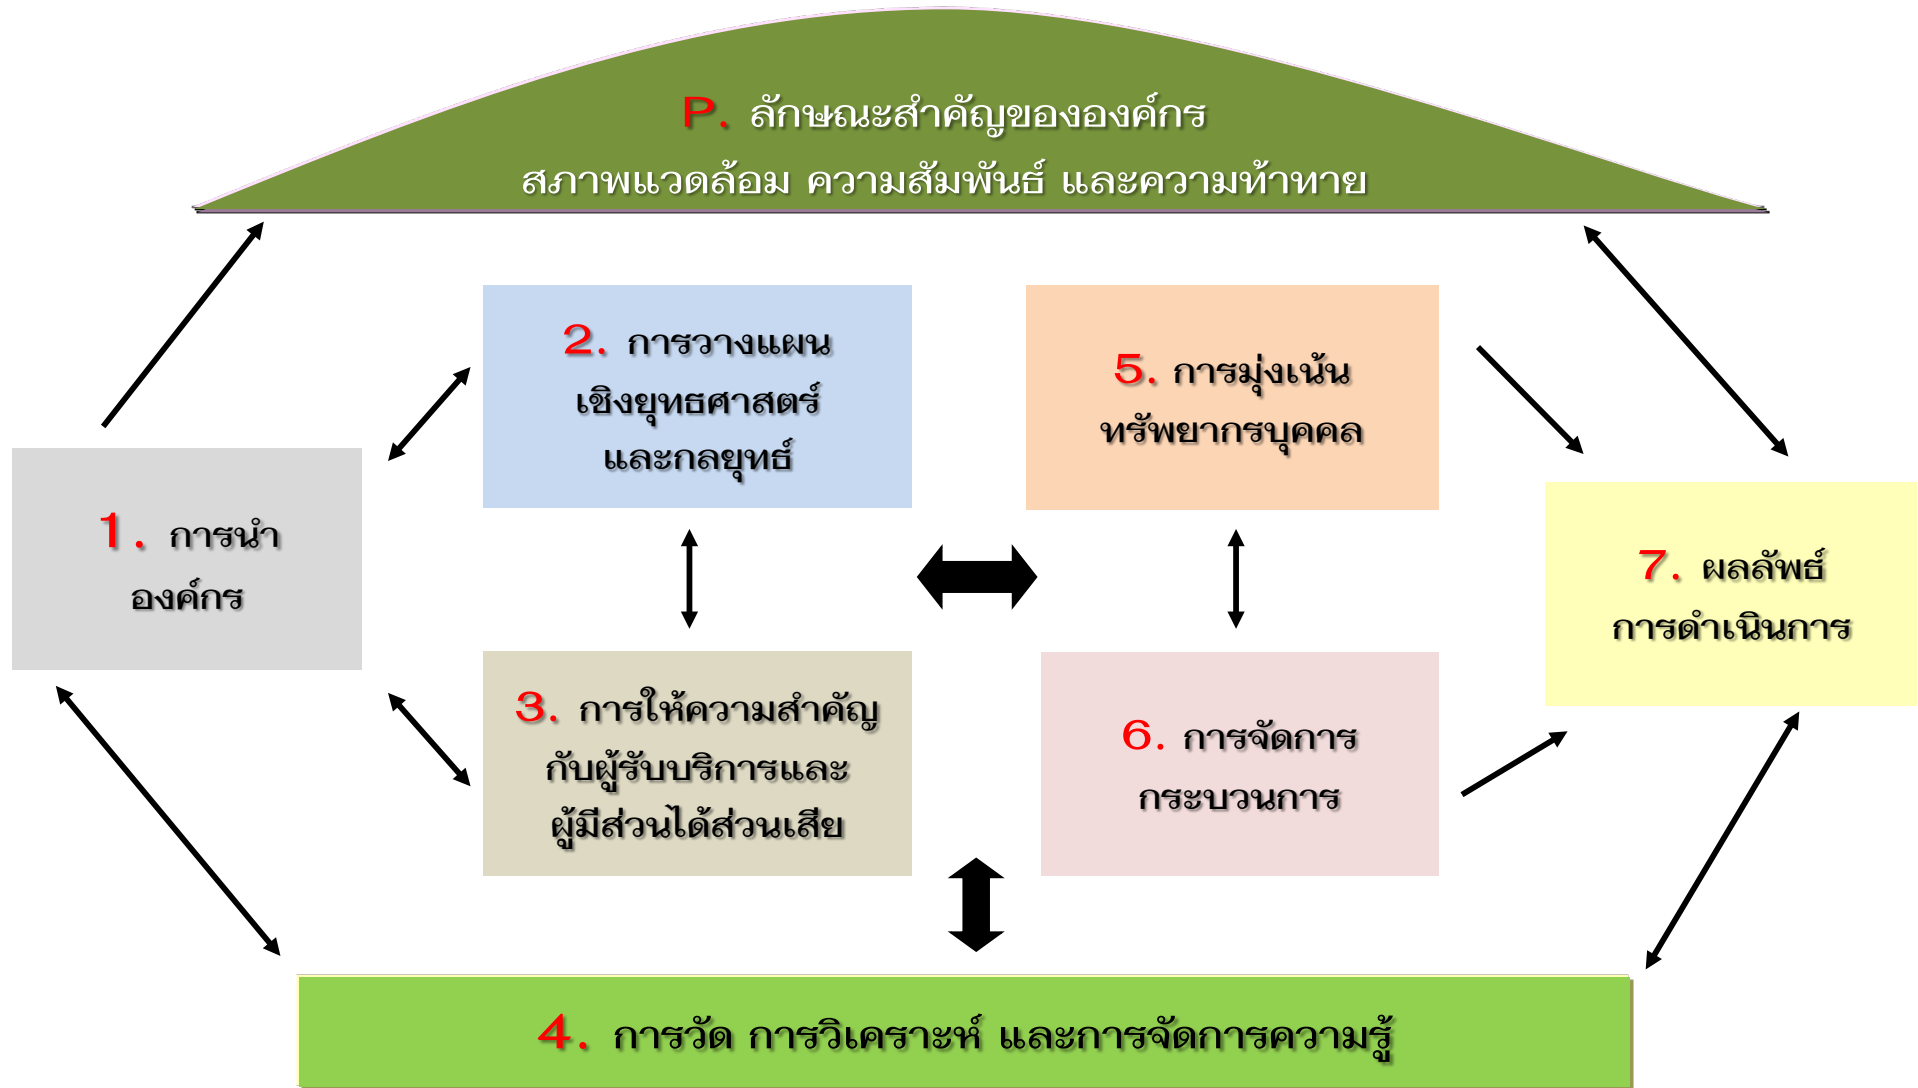 P. ลักษณะสำคัญขององค์กร
สภาพแวดล้อม ความสัมพันธ์ และความท้าทาย
1. การนำ
องค์กร
2. การวางแผน
เชิงยุทธศาสตร์
และกลยุทธ์
3. การให้ความสำคัญ
กับผู้รับบริการและ
ผู้มีส่วนได้ส่วนเสีย
5. การมุ่งเน้น
ทรัพยากรบุคคล
6. การจัดการ
กระบวนการ
7. ผลลัพธ์
การดำเนินการ
4. การวัด การวิเคราะห์ และการจัดการความรู้